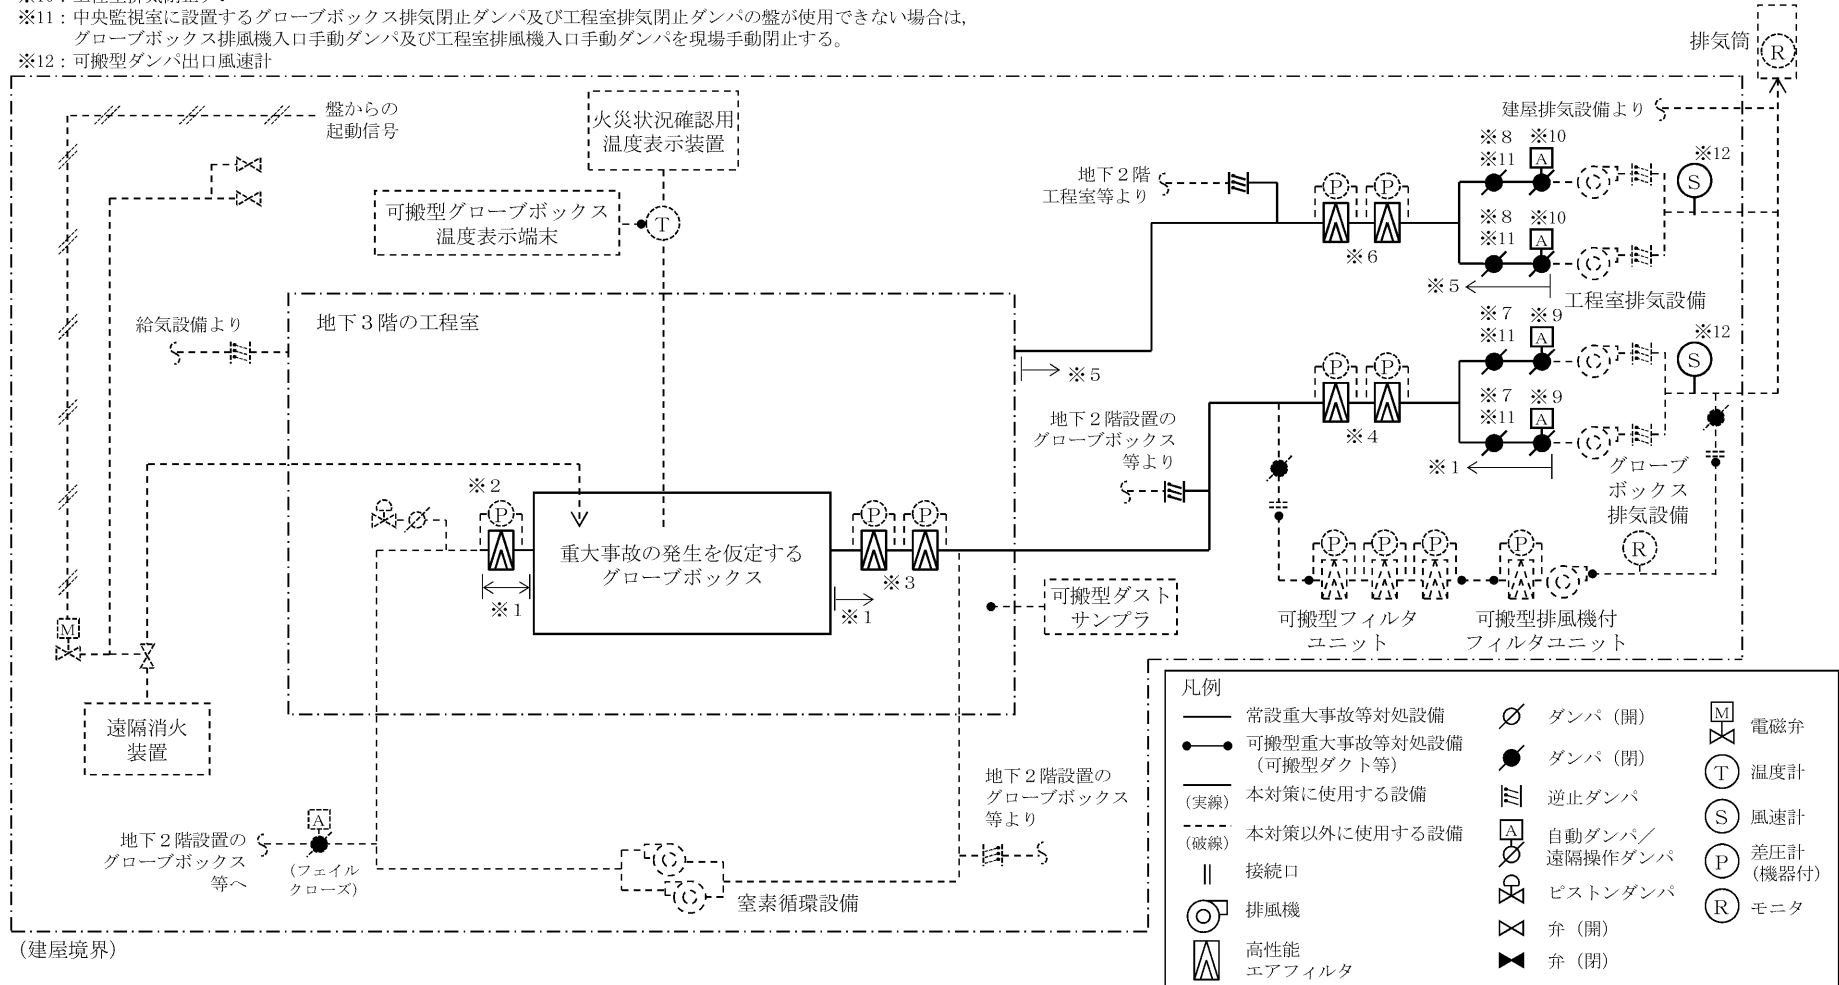 ※11：中央監視室に設置するグローブボックス排気閉止ダンパ及び工程室排気閉止ダンパの盤が使用できない場合は，
グローブボックス排風機入口手動ダンパ及び工程室排風機入口手動ダンパを現場手動閉止する。
※12：可搬型ダンパ出口風速計
排気筒
R
盤からの
起動信号
火災状況確認用
温度表示装置
建屋排気設備より
※８
※10
※11
A
※12
S
地下２階
工程室等より
P
P
可搬型グローブボックス
温度表示端末
T
※８
※10
※11
A
※６
※５
工程室排気設備
給気設備より
地下３階の工程室
※５
※７
※９
※11
A
※12
S
P
P
地下２階設置の
グローブボックス
等より
※７
※９
※11
A
※４
※１
グローブ
ボックス
排気設備
※２
P
P
P
重大事故の発生を仮定する
グローブボックス
※３
※１
※１
P
P
P
P
R
可搬型ダスト
サンプラ
可搬型フィルタ
ユニット
可搬型排風機付
フィルタユニット
M
遠隔消火
装置
地下２階設置の
グローブボックス
等より
A
地下２階設置の
グローブボックス
等へ
（フェイル
クローズ）
窒素循環設備
（建屋境界）
凡例
常設重大事故等対処設備
可搬型重大事故等対処設備
（可搬型ダクト等）
（実線）
本対策に使用する設備
（破線）
本対策以外に使用する設備
接続口
排風機
高性能
エアフィルタ
ダンパ（開）
ダンパ（閉）
逆止ダンパ
A
自動ダンパ／
遠隔操作ダンパ
ピストンダンパ
弁（開）
弁（閉）
M
電磁弁
T
温度計
S
風速計
P
差圧計
（機器付）
R
モニタ